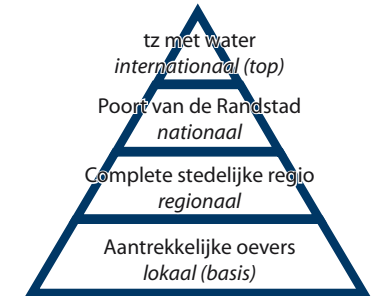 tz met water
internationaal (top)
Poort van de Randstad
nationaal
Complete stedelijke regio
regionaal
Aantrekkelijke oevers
lokaal (basis)